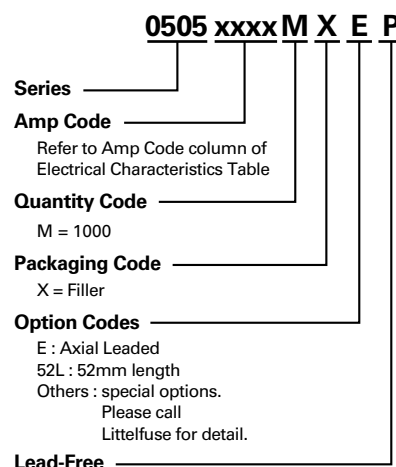 0505 xxxx M X E P
Series
Amp Code
Refer to Amp Code column of
Electrical Characteristics Table
Quantity Code
M = 1000
Packaging Code
X = Filler
Option Codes
E : Axial Leaded
52L : 52mm length
Others : special options.
Please call
Littelfuse for detail.
Lead-Free